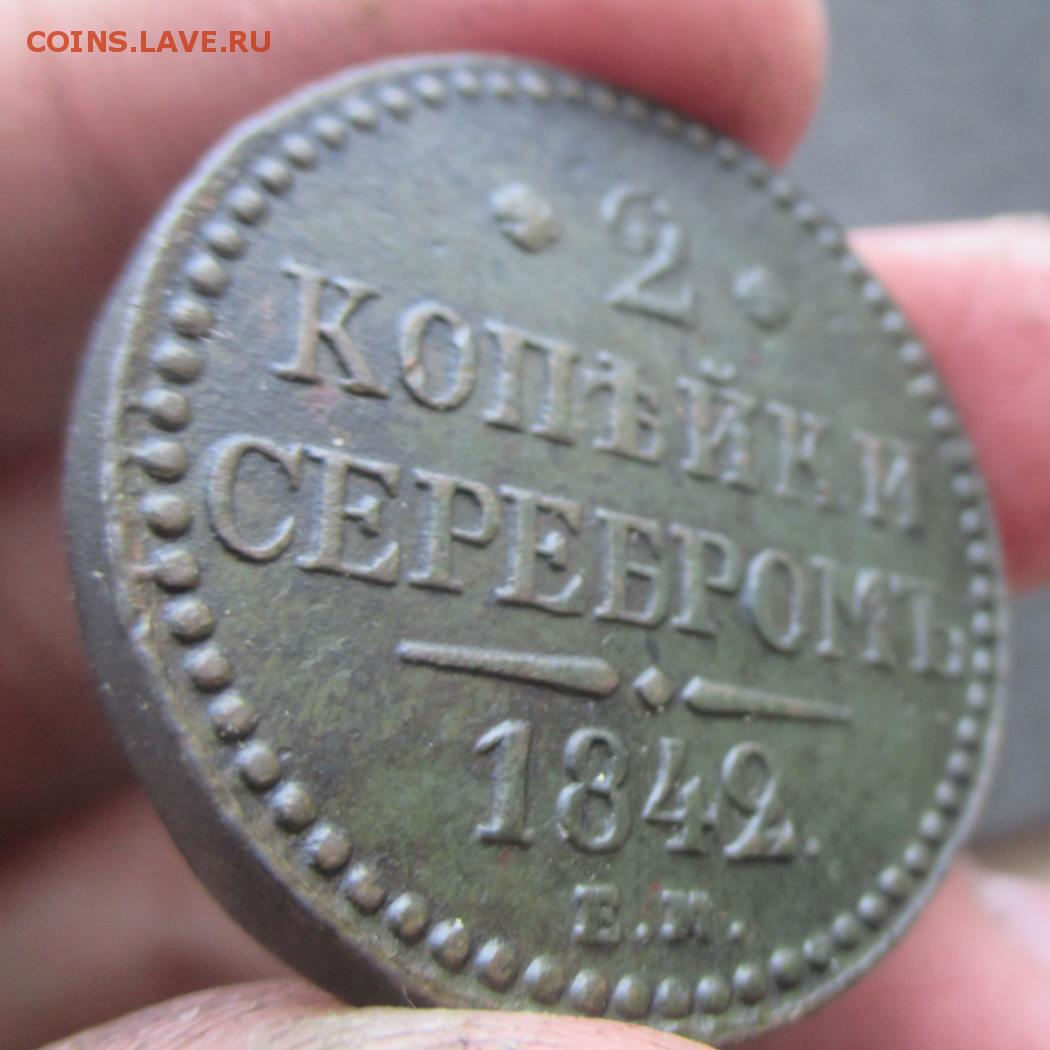 COINS.LAVE.RU
• 2 •
КОПѢЙКИ
СЕРЕБРОМЪ
1842.
Е.М.